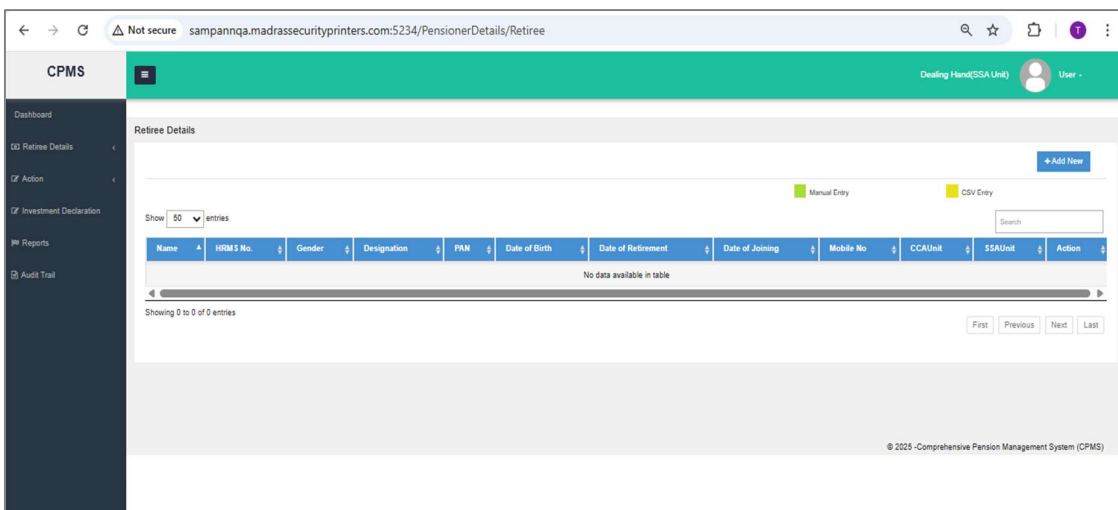 Not secure sampannqa.madrassecurityprinters.com:5234/PensionerDetails/Retiree
T
CPMS
Dealing Hand(SSA Unit) User -
Dashboard
Retiree Details
Retiree Details
+ Add New
Action
Manual Entry CSV Entry
Investment Declaration
Show 50 entries
Search
Reports
Name HRMS No. Gender Designation PAN Date of Birth Date of Retirement Date of Joining Mobile No CCAUnit SSAUnit Action
Audit Trail
No data available in table
Showing 0 to 0 of 0 entries
First Previous Next Last
© 2025 -Comprehensive Pension Management System (CPMS)